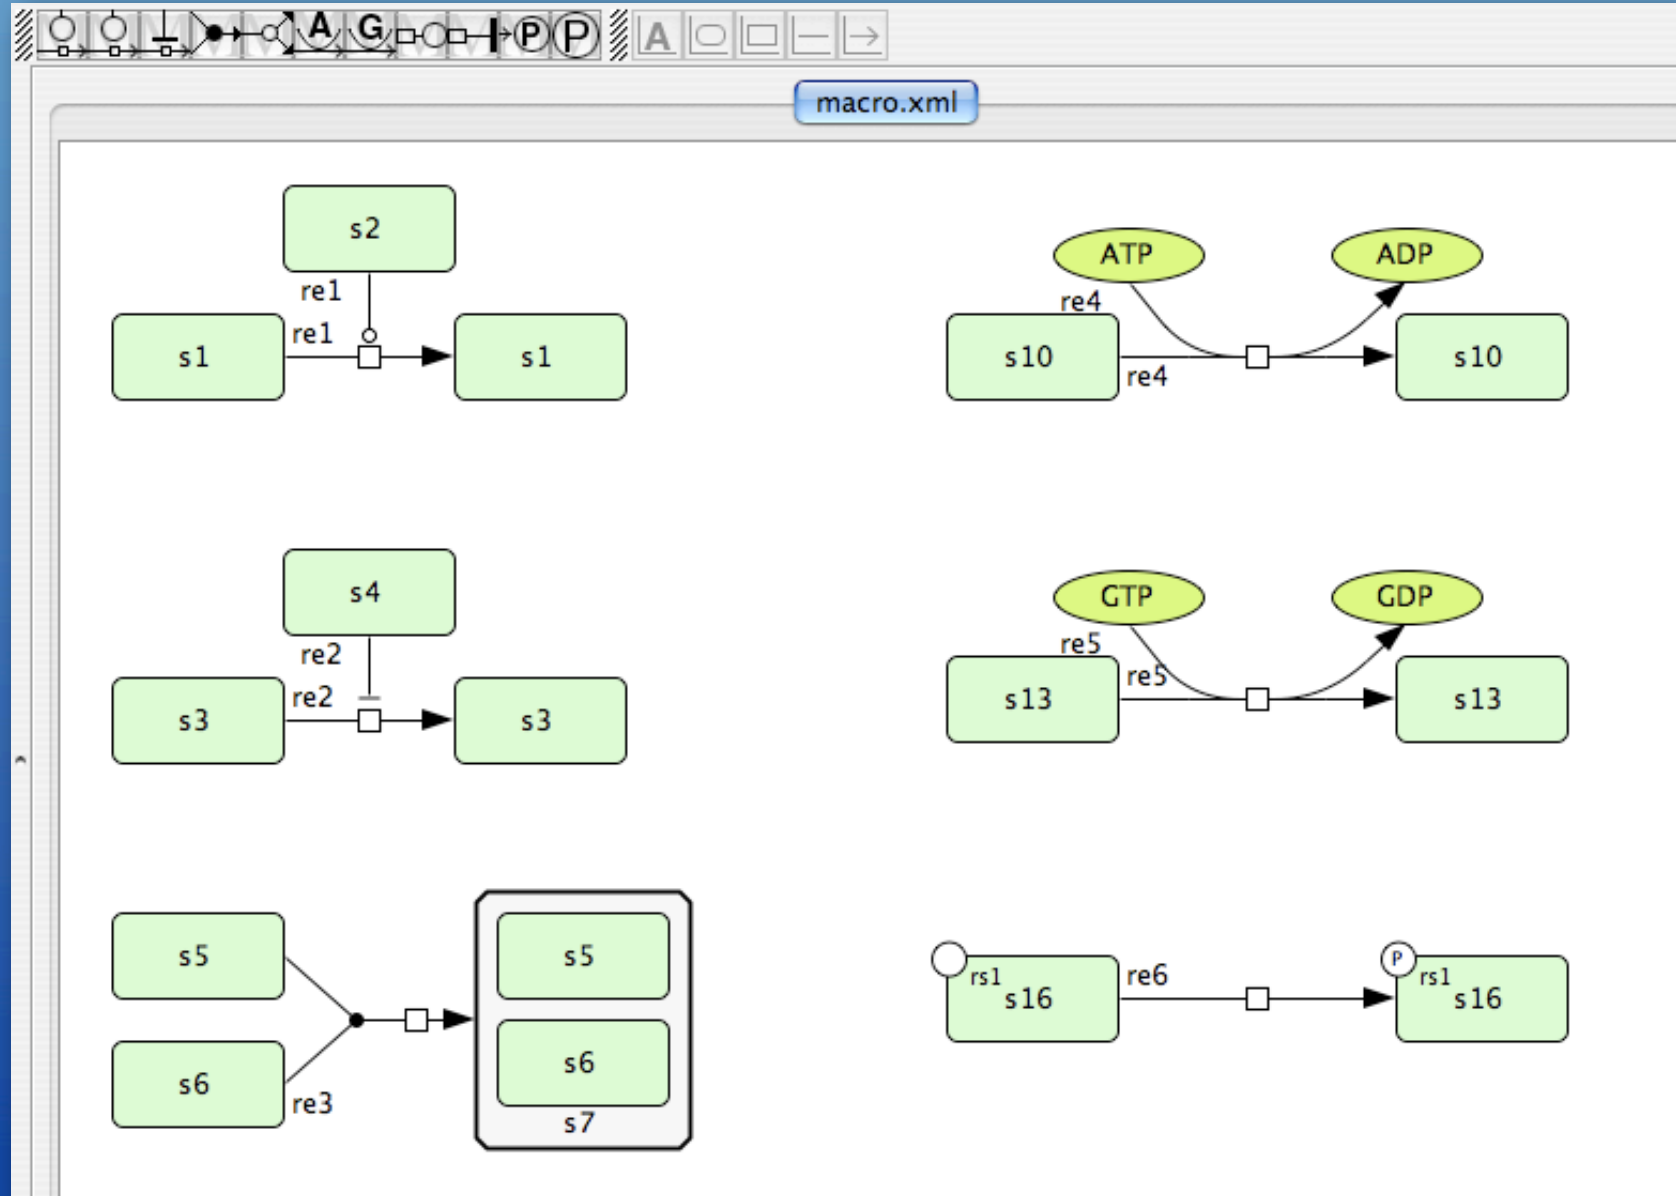 A G P P A
macro.xml
s2
re1
re1
s1
s1
ATP
ADP
re4
s10
s10
re4
s4
re2
re2
s3
s3
GTP
GDP
re5
re5
s13
s13
s5
s6
re3
s5
s6
s7
rs1
s16
re6
P
rs1
s16